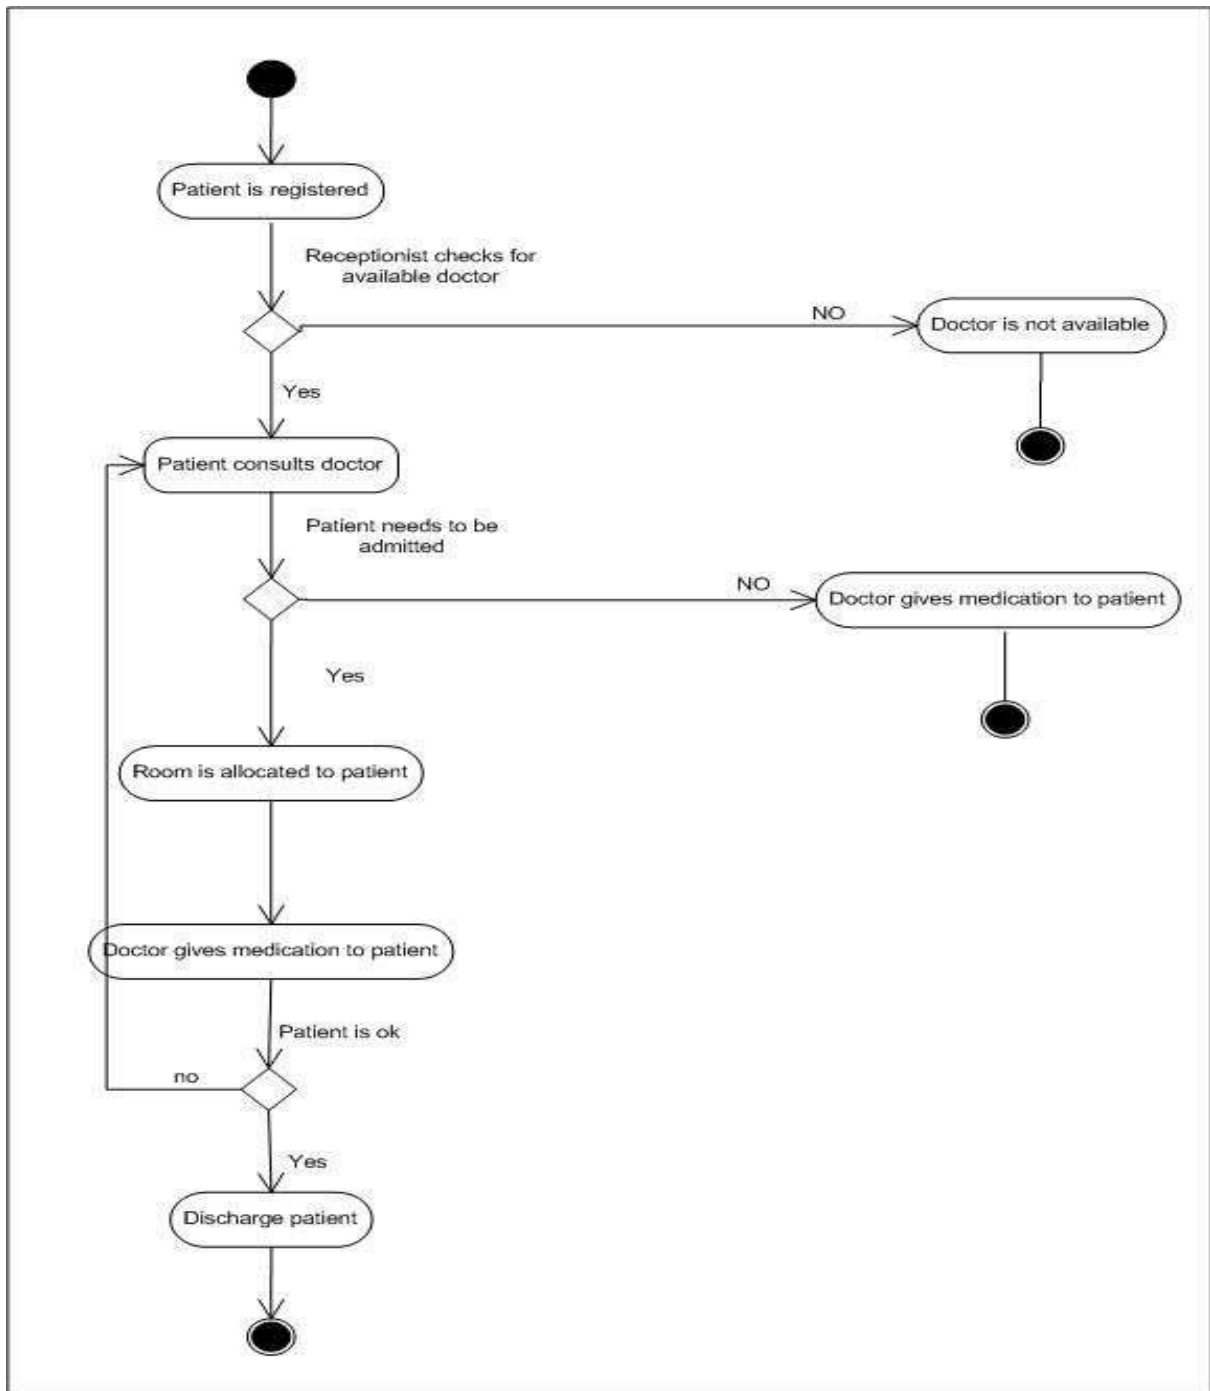 Patient is registered
Receptionist checks for
available doctor
NO
Doctor is not available
Yes
Patient consults doctor
Patient needs to be
admitted
NO
Doctor gives medication to patient
Yes
Room is allocated to patient
Doctor gives medication to patient
Patient is ok
no
Yes
Discharge patient